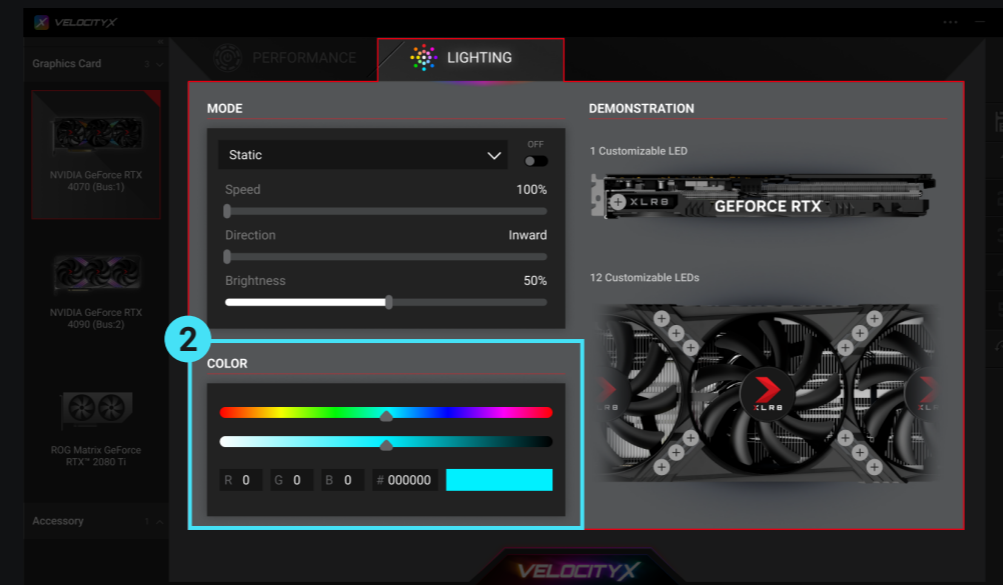 VELOCITYX
Graphics Card 3
PERFORMANCE
LIGHTING
NVIDIA GeForce RTX
4070 (Bus:1)
NVIDIA GeForce RTX
4090 (Bus:2)
ROG Matrix GeForce
RTX™ 2080 Ti
Accessory 1
MODE
Static
OFF
Speed 100%
Direction Inward
Brightness 50%
2
COLOR
R 0 G 0 B 0 # 000000
DEMONSTRATION
1 Customizable LED
XLR8
GEFORCE RTX
12 Customizable LEDs
XLR8
VELOCITYX